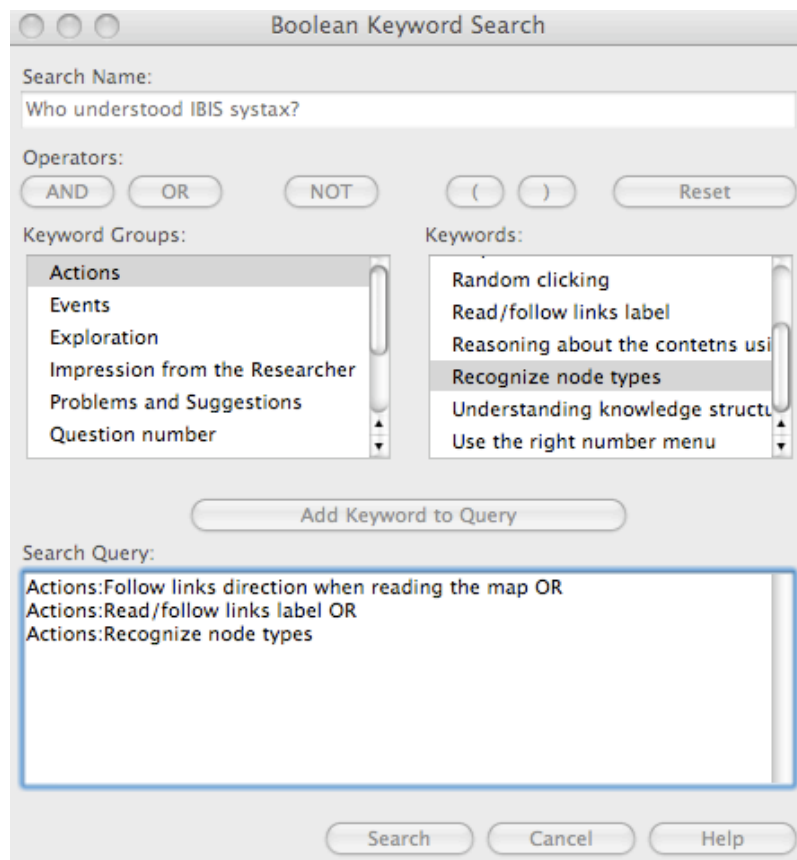 Boolean Keyword Search
Search Name:
Who understood IBIS systax?
Operators:
AND OR NOT ( ) Reset
Keyword Groups:
Actions
Events
Exploration
Impression from the Researcher
Problems and Suggestions
Question number
Keywords:
Random clicking
Read/follow links label
Reasoning about the contetns usi
Recognize node types
Understanding knowledge structu
Use the right number menu
Add Keyword to Query
Search Query:
Actions:Follow links direction when reading the map OR
Actions:Read/follow links label OR
Actions:Recognize node types
Search Cancel Help